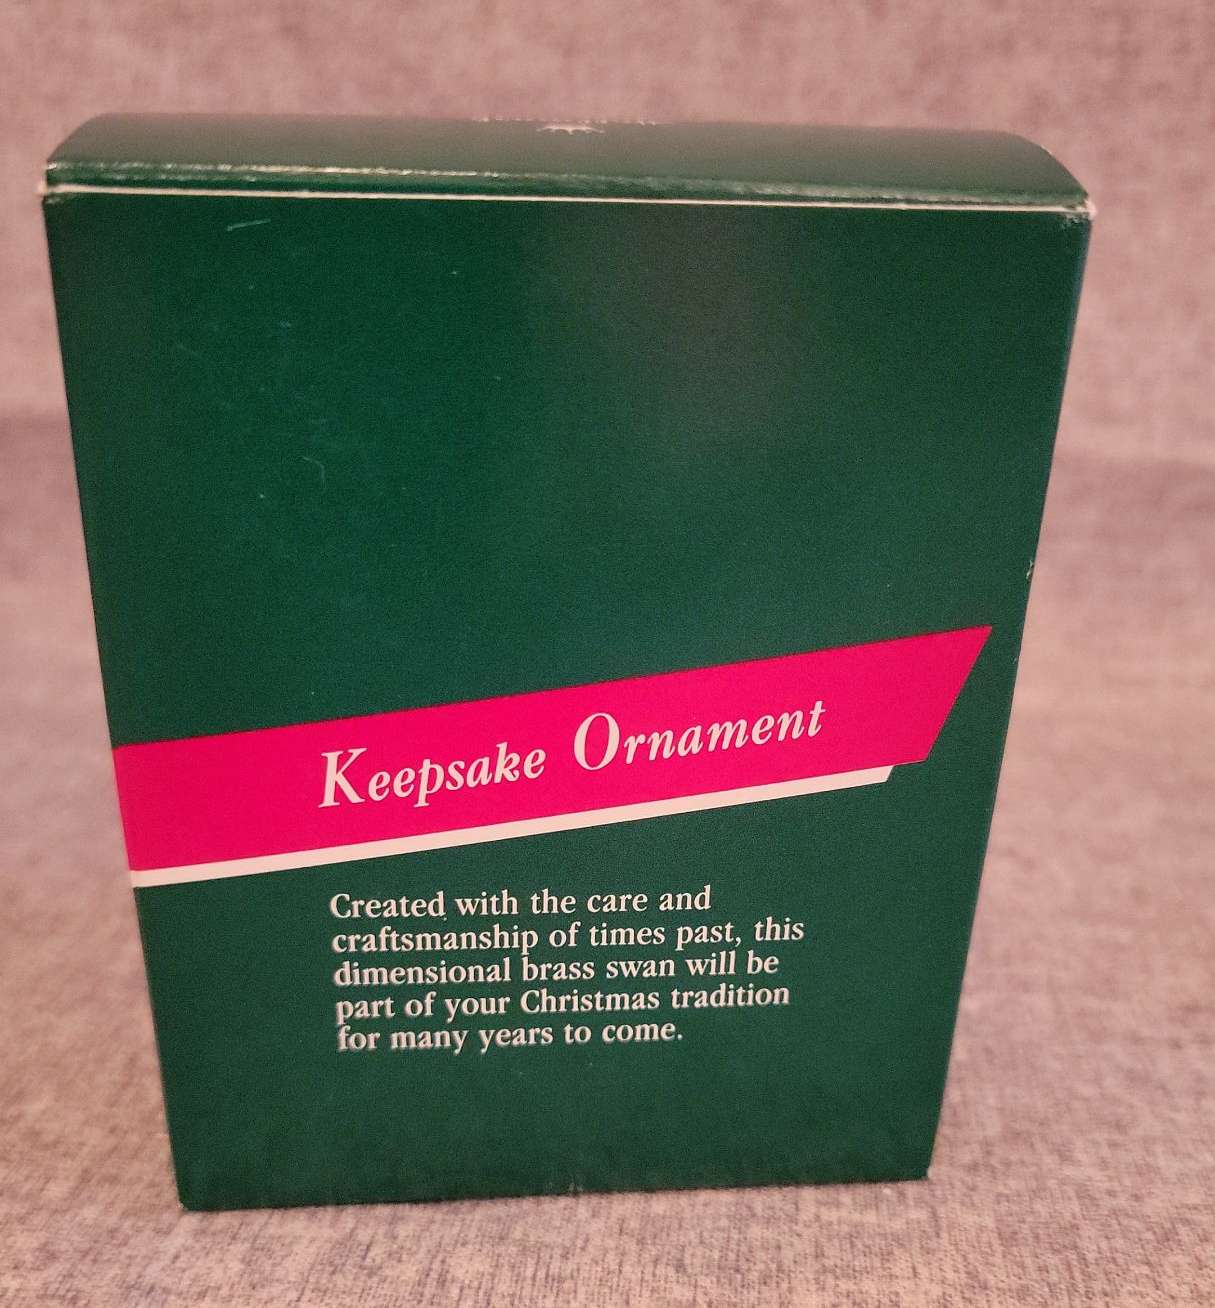 Keepsake Ornament
Created with the care and
craftsmanship of times past, this
dimensional brass swan will be
part of your Christmas tradition
for many years to come.